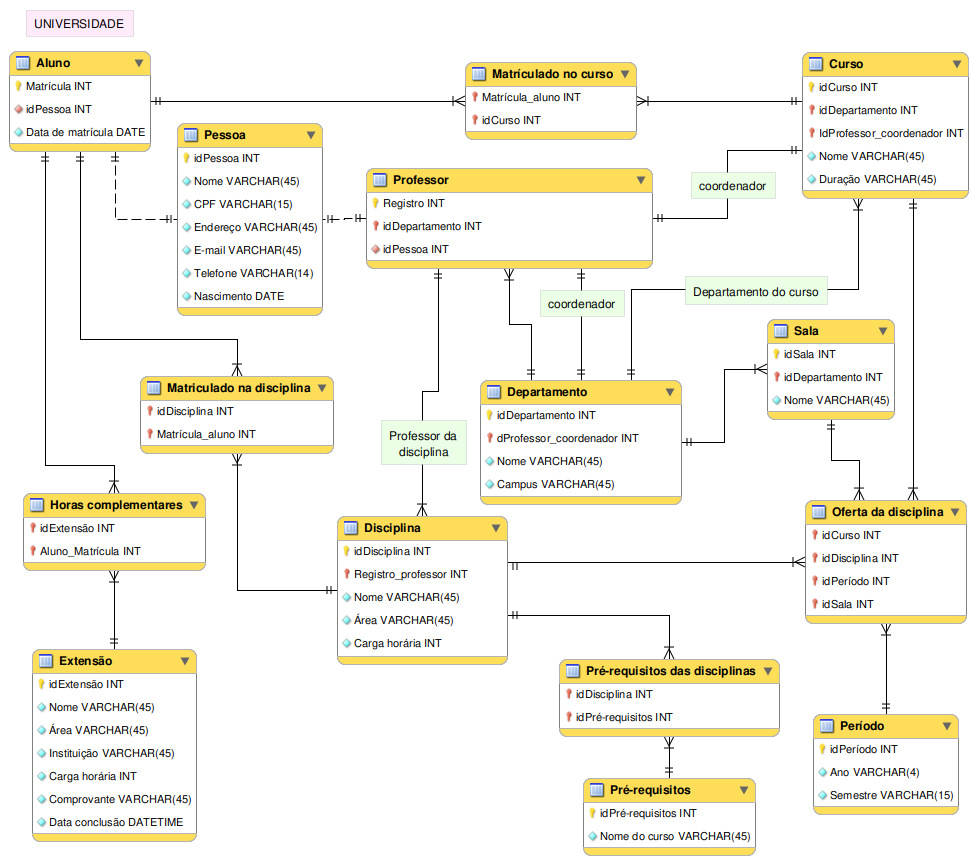 UNIVERSIDADE
Aluno
Matrícula INT
idPessoa INT
Data de matrícula DATE
Pessoa
idPessoa INT
Nome VARCHAR(45)
CPF VARCHAR(15)
Endereço VARCHAR(45)
E-mail VARCHAR(45)
Telefone VARCHAR(14)
Nascimento DATE
Matrículado no curso
Matrícula_aluno INT
idCurso INT
Curso
idCurso INT
idDepartamento INT
IdProfessor_coordenador INT
Nome VARCHAR(45)
Duração VARCHAR(45)
Professor
Registro INT
idDepartamento INT
idPessoa INT
coordenador
coordenador
Departamento do curso
Sala
idSala INT
idDepartamento INT
Nome VARCHAR(45)
Matriculado na disciplina
idDisciplina INT
Matrícula_aluno INT
Departamento
idDepartamento INT
dProfessor_coordenador INT
Nome VARCHAR(45)
Campus VARCHAR(45)
Professor da
disciplina
Horas complementares
idExtensão INT
Aluno_Matrícula INT
Disciplina
idDisciplina INT
Registro_professor INT
Nome VARCHAR(45)
Área VARCHAR(45)
Carga horária INT
Oferta da disciplina
idCurso INT
idDisciplina INT
idPeríodo INT
idSala INT
Extensão
idExtensão INT
Nome VARCHAR(45)
Área VARCHAR(45)
Instituição VARCHAR(45)
Carga horária INT
Comprovante VARCHAR(45)
Data conclusão DATETIME
Pré-requisitos das disciplinas
idDisciplina INT
idPré-requisitos INT
Pré-requisitos
idPré-requisitos INT
Nome do curso VARCHAR(45)
Período
idPeríodo INT
Ano VARCHAR(4)
Semestre VARCHAR(15)